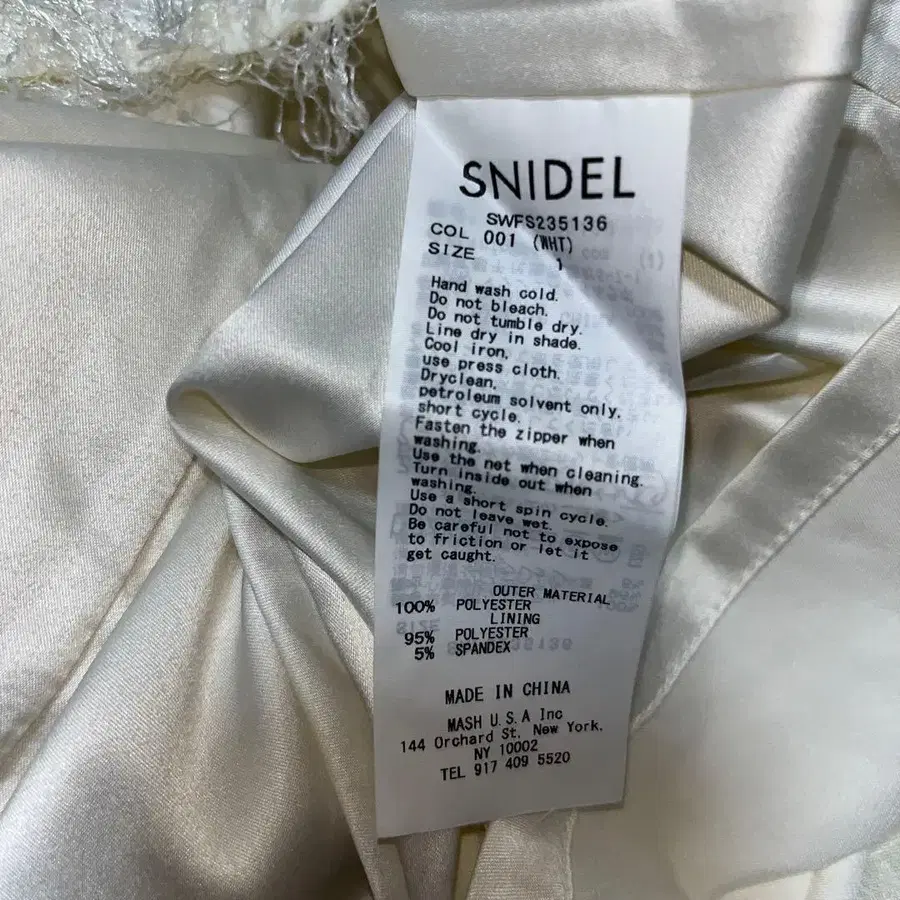 SNIDEL
SWFS235136
COL 001 (WHT)
SIZE 1
Hand wash cold.
Do not bleach.
Do not tumble dry.
Line dry in shade.
Cool iron,
use press cloth.
Dryclean,
petroleum solvent only.
short cycle.
Fasten the zipper when
washing.
Use the net when cleaning.
Turn inside out when
washing.
Use a short spin cycle.
Do not leave wet.
Be careful not to expose
to friction or let it
get caught.
OUTER MATERIAL
100% POLYESTER
LINING
95% POLYESTER
5% SPANDEX
MADE IN CHINA
MASH U.S.A Inc
144 Orchard St, New York.
NY 10002
TEL 917 409 5520